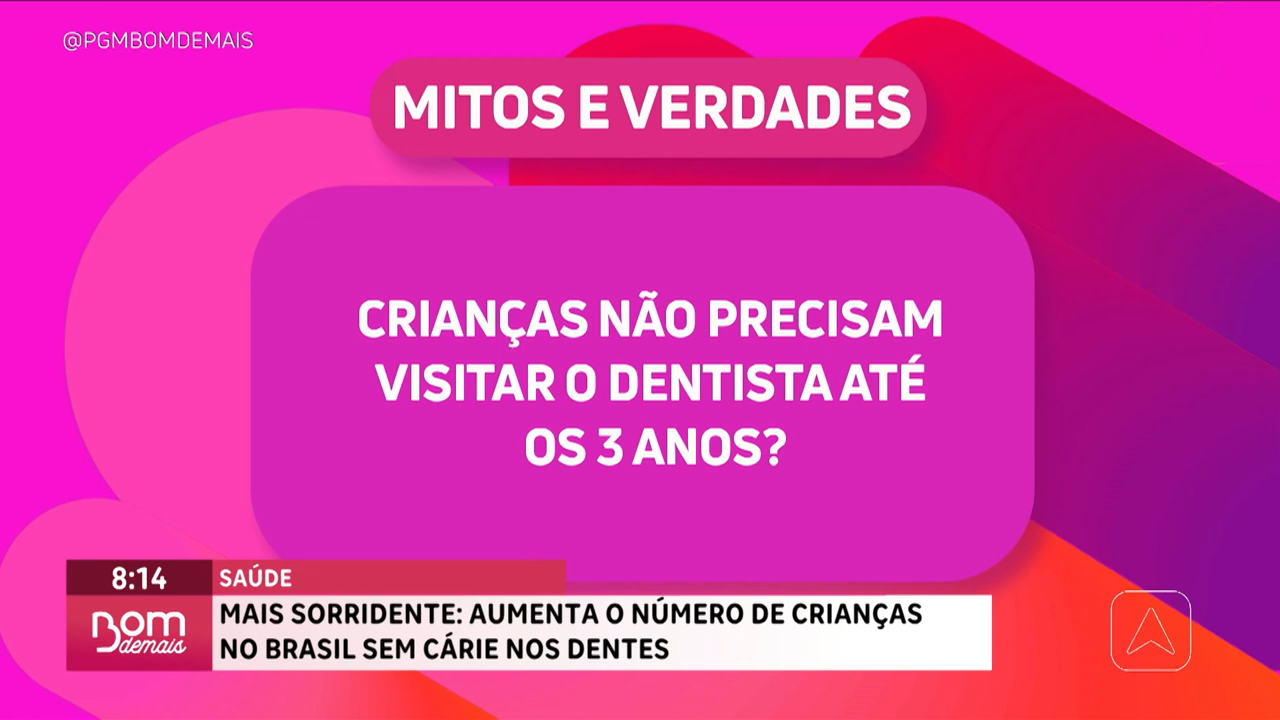 @PGMBOMDEMAIS
MITOS E VERDADES
CRIANÇAS NÃO PRECISAM
VISITAR O DENTISTA ATÉ
OS 3 ANOS?
8:14
SAÚDE
Bom
demais
MAIS SORRIDENTE: AUMENTA O NÚMERO DE CRIANÇAS
NO BRASIL SEM CÁRIE NOS DENTES